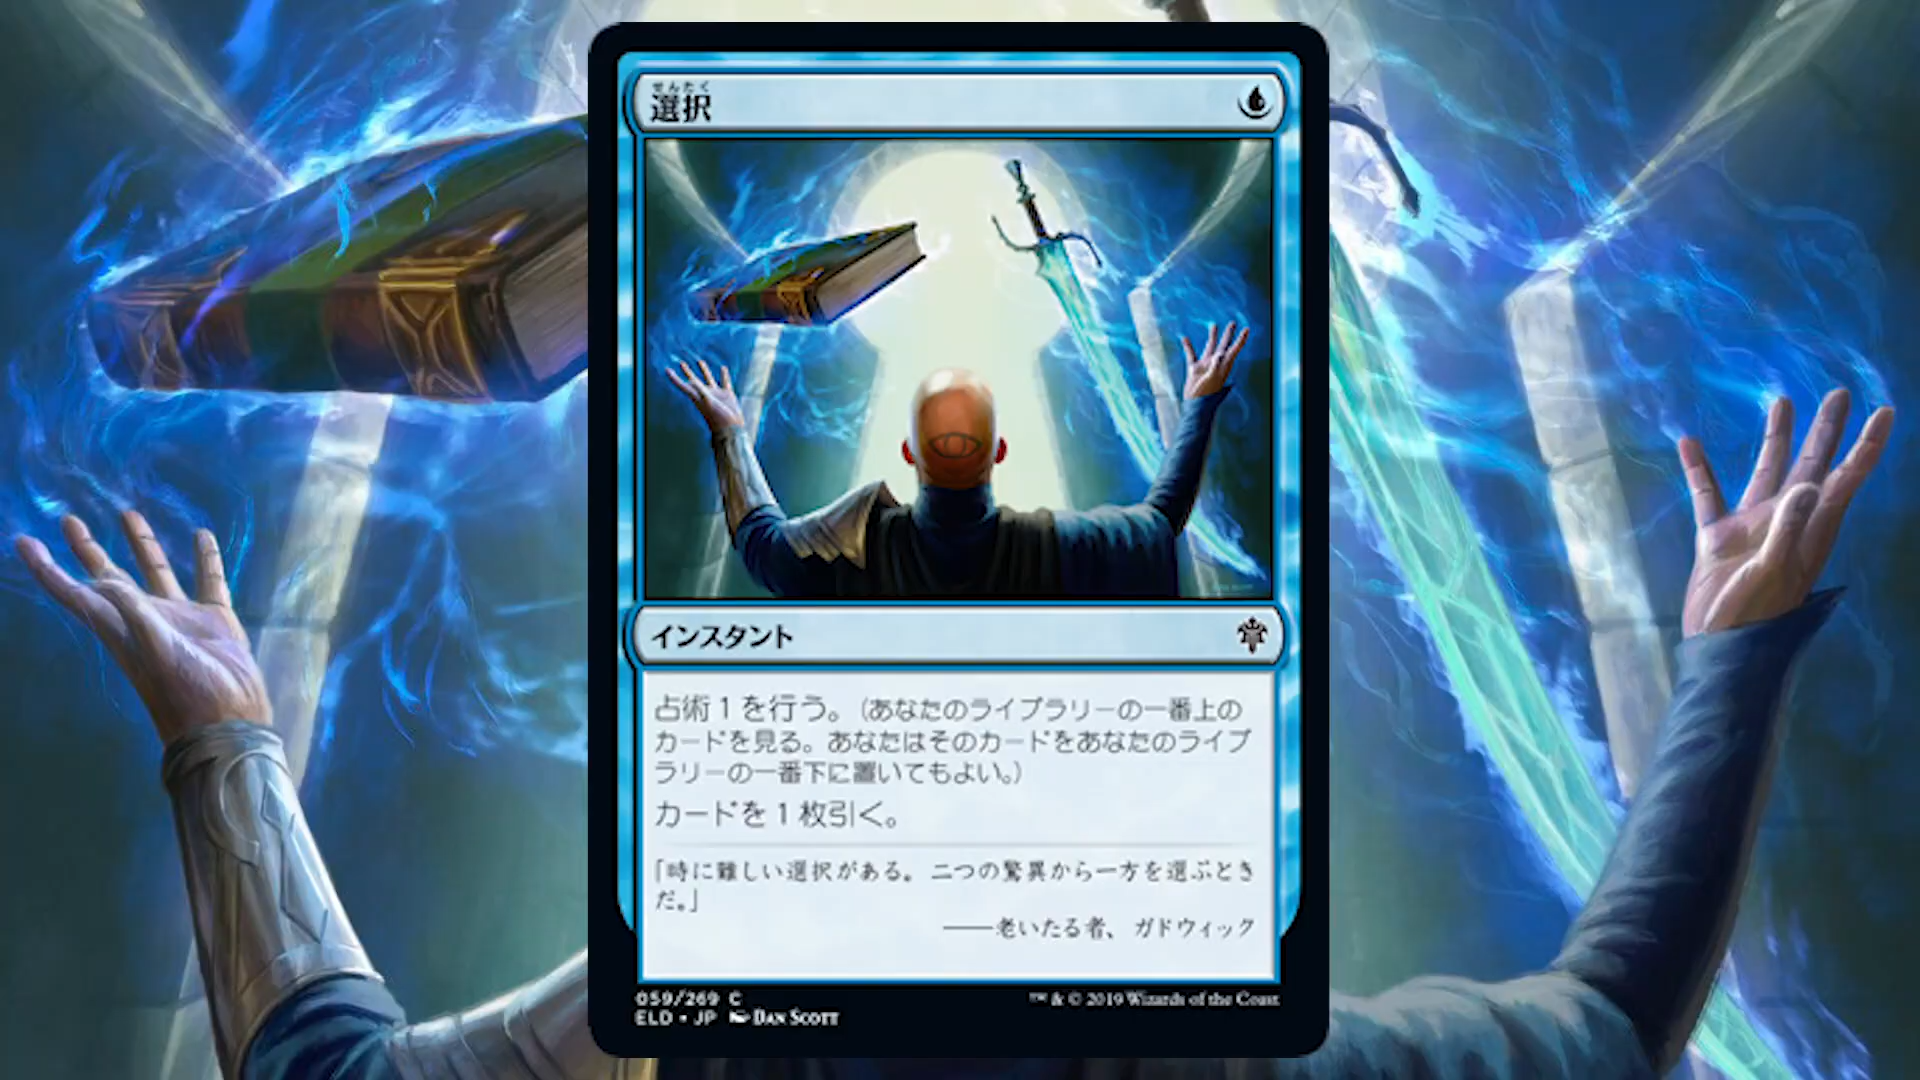 せんたく
選択
インスタント
占術1を行う。(あなたのライブラリーの一番上の
カードを見る。あなたはそのカードをあなたのライブ
ラリーの一番下に置いてもよい。)
カードを1枚引く。
「時に難しい選択がある。二つの驚異から一方を選ぶとき
だ。」
――老いたる者、ガドウィック
059/269 C
ELD • JP DAN SCOTT
™ & © 2019 Wizards of the Coast